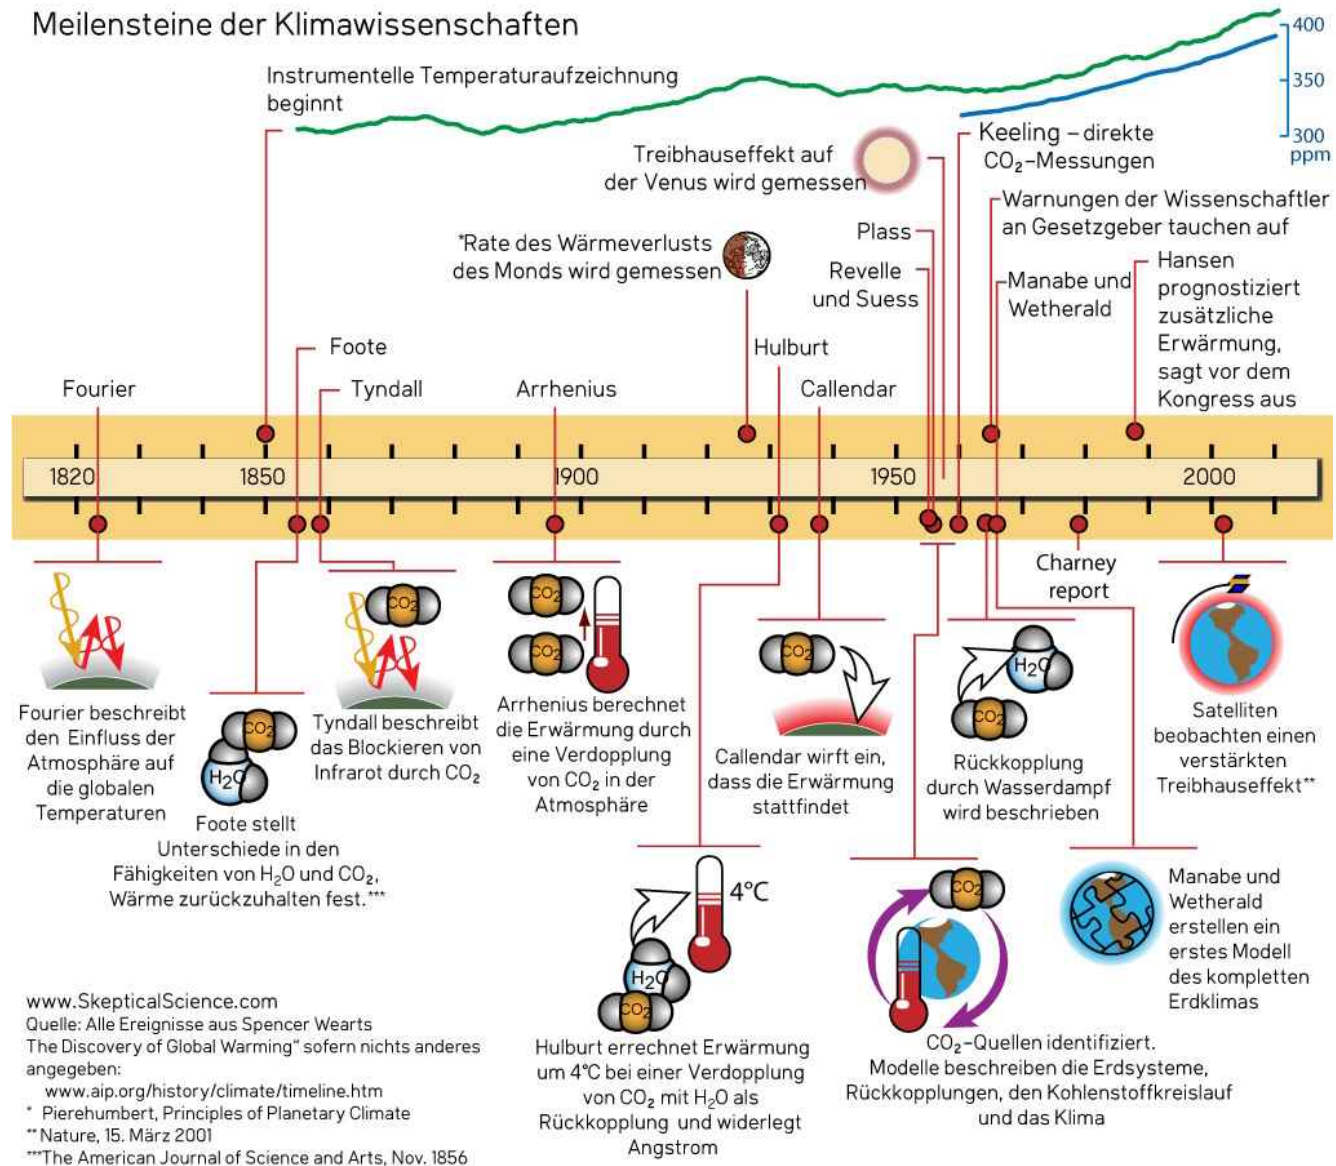 Meilensteine der Klimawissenschaften
400
350
300
ppm
Instrumentelle Temperaturaufzeichnung
beginnt
Keeling – direkte
CO₂-Messungen
Treibhauseffekt auf
der Venus wird gemessen
Warnungen der Wissenschaftler
an Gesetzgeber tauchen auf
*Rate des Wärmeverlusts
des Monds wird gemessen
Plass
Revelle
und Suess
Manabe und
Wetherald
Hansen
prognostiziert
zusätzliche
Erwärmung,
sagt vor dem
Kongress aus
Foote
Hulburt
Fourier
Tyndall
Arrhenius
Callendar
1820
1850
1900
1950
2000
Charney
report
CO₂
CO₂
CO₂
Fourier beschreibt
den Einfluss der
Atmosphäre auf
die globalen
Temperaturen
CO₂
H₂O
Foote stellt
Unterschiede in den
Fähigkeiten von H₂O und CO₂,
Wärme zurückzuhalten fest.***
Tyndall beschreibt
das Blockieren von
Infrarot durch CO₂
Arrhenius berechnet
die Erwärmung durch
eine Verdopplung
von CO₂ in der
Atmosphäre
CO₂
Callendar wirft ein,
dass die Erwärmung
stattfindet
H₂O
CO₂
Rückkopplung
durch Wasserdampf
wird beschrieben
Satelliten
beobachten einen
verstärkten
Treibhauseffekt**
4°C
H₂O
CO₂
Hulburt errechnet Erwärmung
um 4°C bei einer Verdopplung
von CO₂ mit H₂O als
Rückkopplung und widerlegt
Angstrom
CO₂
CO₂-Quellen identifiziert.
Modelle beschreiben die Erdsysteme,
Rückkopplungen, den Kohlenstoffkreislauf
und das Klima
Manabe und
Wetherald
erstellen ein
erstes Modell
des kompletten
Erdklimas
www.SkepticalScience.com
Quelle: Alle Ereignisse aus Spencer Wearts
The Discovery of Global Warming“ sofern nichts anderes
angegeben:
www.aip.org/history/climate/timeline.htm
* Pierehumbert, Principles of Planetary Climate
** Nature, 15. März 2001
***The American Journal of Science and Arts, Nov. 1856